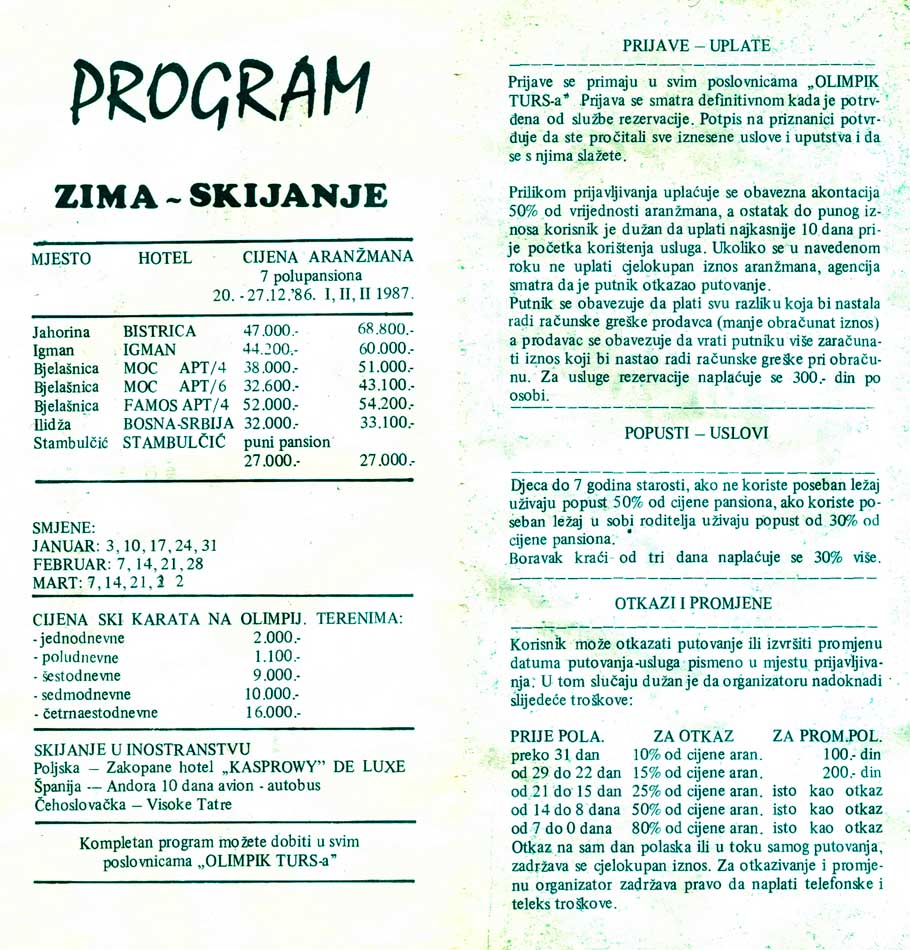 PROGRAM
ZIMA ~ SKIJANJE
MJESTO HOTEL CIJENA ARANŽMANA
7 polupansiona
20. - 27.12.'86. I, II, II 1987.
Jahorina BISTRICA 47.000.- 68.800.-
Igman IGMAN 44.200.- 60.000.-
Bjelašnica MOC APT/4 38.000.- 51.000.-
Bjelašnica MOC APT/6 32.600.- 43.100.-
Bjelašnica FAMOS APT/4 52.000.- 54.200.-
Ilidža BOSNA-SRBIJA 32.000.- 33.100.-
Stambulčić STAMBULČIĆ puni pansion
27.000.- 27.000.-
SMJENE:
JANUAR: 3, 10, 17, 24, 31
FEBRUAR: 7, 14, 21, 28
MART: 7, 14, 21,
CIJENA SKI KARATA NA OLIMPIJ. TERENIMA:
- jednodnevne 2.000.-
- poludnevne 1.100.-
- šestodnevne 9.000.-
- sedmodnevne 10.000.-
- četrnaestodnevne 16.000.-
SKIJANJE U INOSTRANSTVU
Poljska – Zakopane hotel „KASPROWY” DE LUXE
Španija -– Andora 10 dana avion - autobus
Čehoslovačka – Visoke Tatre
Kompletan program možete dobiti u svim
poslovnicama „OLIMPIK TURS-a”
PRIJAVE – UPLATE
Prijave se primaju u svim poslovnicama „OLIMPIK
TURS-a” Prijava se smatra definitivnom kada je potvr-
đena od službe rezervacije. Potpis na priznanici potvr-
đuje da ste pročitali sve iznesene uslove i uputstva i da
se s njima slažete.
Prilikom prijavljivanja uplaćuje se obavezna akontacija
50% od vrijednosti aranžmana, a ostatak do punog iz-
nosa korisnik je dužan da uplati najkasnije 10 dana pri-
je početka korištenja usluga. Ukoliko se u navedenom
roku ne uplati cjelokupan iznos aranžmana, agencija
smatra da je putnik otkazao putovanje.
Putnik se obavezuje da plati svu razliku koja bi nastala
radi računske greške prodavca (manje obračunat iznos)
a prodavac se obavezuje da vrati putniku više zaračuna-
ti iznos koji bi nastao radi računske greške pri obraču-
nu. Za usluge rezervacije naplaćuje se 300.- din po
osobi.
POPUSTI – USLOVI
Djeca do 7 godina starosti, ako ne koriste poseban ležaj
uživaju popust 50% od cijene pansiona, ako koriste po-
seban ležaj u sobi roditelja uživaju popust od 30% od
cijene pansiona.
Boravak kraći od tri dana naplaćuje se 30% više.
OTKAZI I PROMJENE
Korisnik može otkazati putovanje ili izvršiti promjenu
datuma putovanja-usluga pismeno u mjestu prijavljiva-
nja. U tom slučaju dužan je da organizatoru nadoknadi
slijedeće troškove:
PRIJE POLA. ZA OTKAZ ZA PROM.POL.
preko 31 dan 10% od cijene aran. 100.- din
od 29 do 22 dan 15% od cijene aran. 200.- din
od 21 do 15 dan 25% od cijene aran. isto kao otkaz
od 14 do 8 dana 50% od cijene aran. isto kao otkaz
od 7 do 0 dana 80% od cijene aran. isto kao otkaz
Otkaz na sam dan polaska ili u toku samog putovanja,
zadržava se cjelokupan iznos. Za otkazivanje i promje-
nu organizator zadržava pravo da naplati telefonske i
teleks troškove.